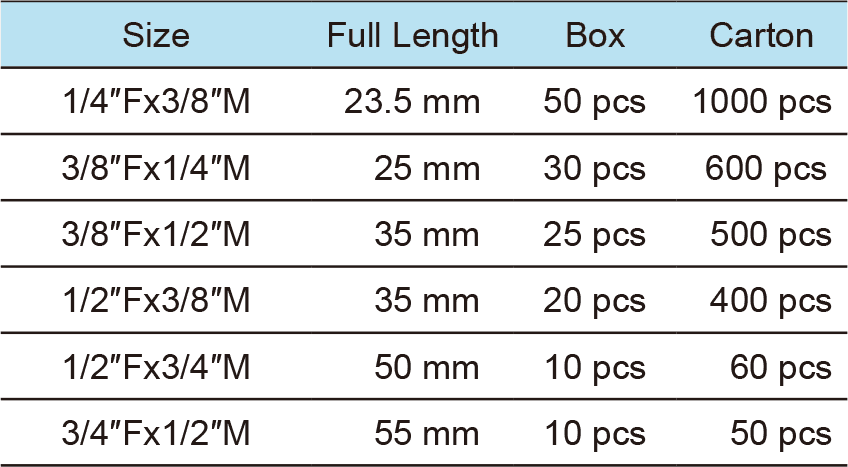 Size Full Length Box Carton
1/4″Fx3/8″M 23.5 mm 50 pcs 1000 pcs
3/8″Fx1/4″M 25 mm 30 pcs 600 pcs
3/8″Fx1/2″M 35 mm 25 pcs 500 pcs
1/2″Fx3/8″M 35 mm 20 pcs 400 pcs
1/2″Fx3/4″M 50 mm 10 pcs 60 pcs
3/4″Fx1/2″M 55 mm 10 pcs 50 pcs